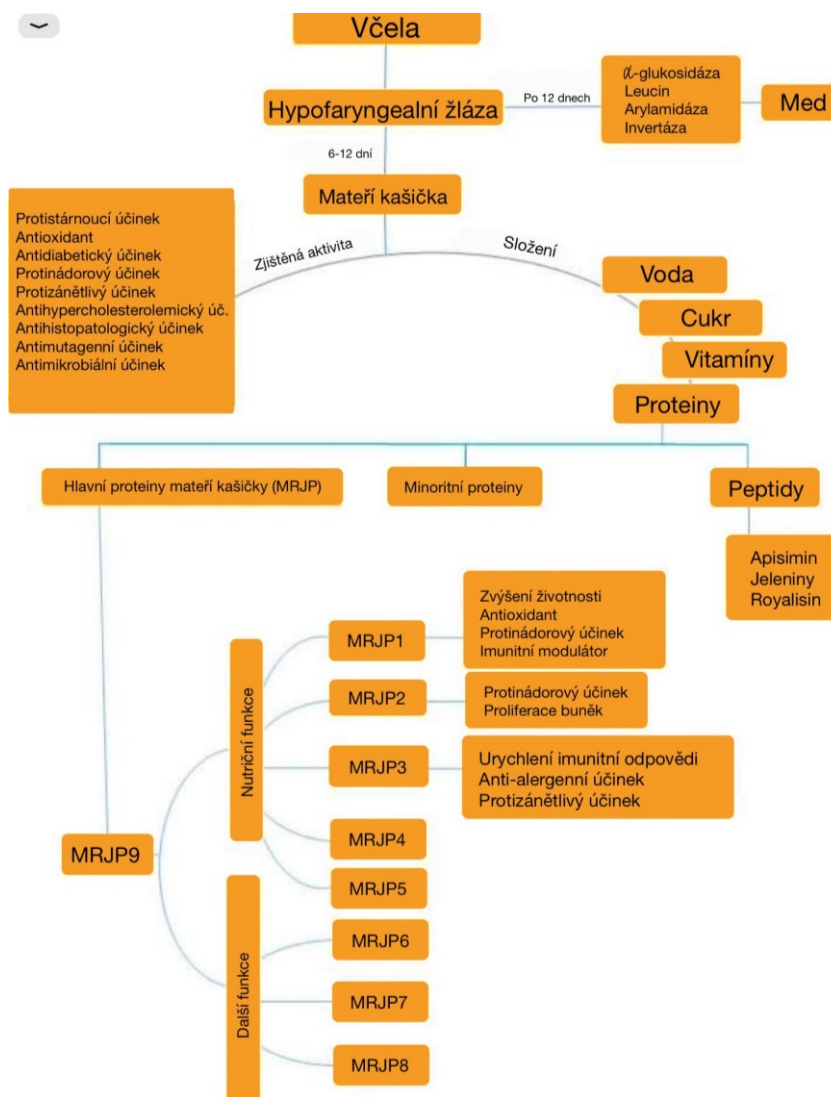 Včela
Hypofaryngealní žláza
Po 12 dnech
α-glukosidáza
Leucin
Arylamidáza
Invertáza
Med
6-12 dní
Mateří kašička
Zjištěná aktivita
Složení
Protistárnoucí účinek
Antioxidant
Antidiabetický účinek
Protinádorový účinek
Protizánětlivý účinek
Antihypercholesterolemický úč.
Antihistopatologický účinek
Antimutagenní účinek
Antimikrobiální účinek
Voda
Cukr
Vitamíny
Proteiny
Hlavní proteiny mateří kašičky (MRJP)
Minoritní proteiny
Peptidy
Apisimin
Jeleniny
Royalisin
MRJP9
Nutriční funkce
MRJP1
Zvýšení životnosti
Antioxidant
Protinádorový účinek
Imunitní modulátor
MRJP2
Protinádorový účinek
Proliferace buněk
MRJP3
Urychlení imunitní odpovědi
Anti-alergenní účinek
Protizánětlivý účinek
MRJP4
MRJP5
Další funkce
MRJP6
MRJP7
MRJP8